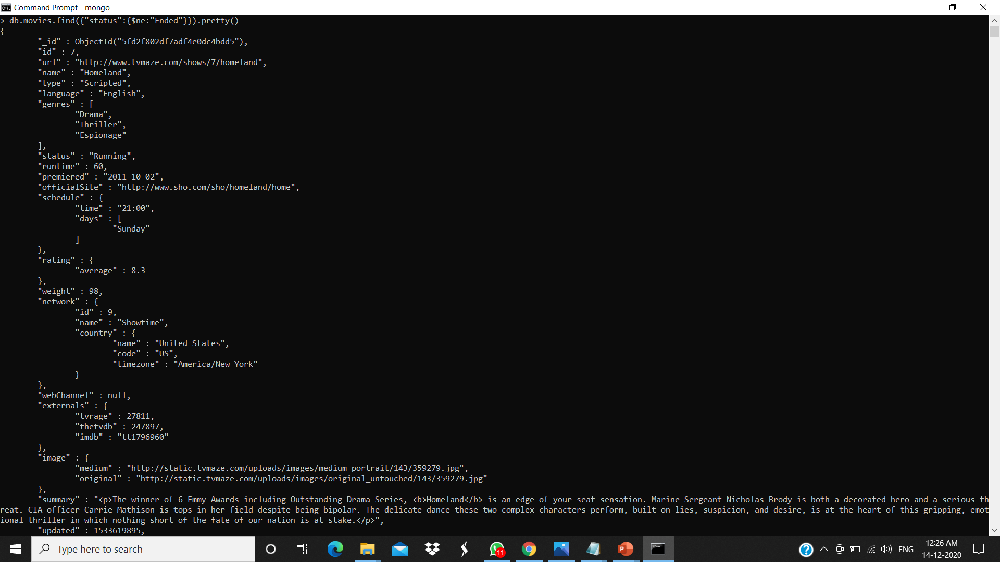 Command Prompt - mongo
> db.movies.find({"status":{$ne:"Ended"}}).pretty()
{
"_id" : ObjectId("5fd2f802df7adf4e0dc4bdd5"),
"id" : 7,
"url" : "http://www.tvmaze.com/shows/7/homeland",
"name" : "Homeland",
"type" : "Scripted",
"language" : "English",
"genres" : [
"Drama",
"Thriller",
"Espionage"
],
"status" : "Running",
"runtime" : 60,
"premiered" : "2011-10-02",
"officialSite" : "http://www.sho.com/sho/homeland/home",
"schedule" : {
"time" : "21:00",
"days" : [
"Sunday"
]
},
"rating" : {
"average" : 8.3
},
"weight" : 98,
"network" : {
"id" : 9,
"name" : "Showtime",
"country" : {
"name" : "United States",
"code" : "US",
"timezone" : "America/New_York"
}
},
"webChannel" : null,
"externals" : {
"tvrage" : 27811,
"thetvdb" : 247897,
"imdb" : "tt1796960"
},
"image" : {
"medium" : "http://static.tvmaze.com/uploads/images/medium_portrait/143/359279.jpg",
"original" : "http://static.tvmaze.com/uploads/images/original_untouched/143/359279.jpg"
},
"summary" : "<p>The winner of 6 Emmy Awards including Outstanding Drama Series, <b>Homeland</b> is an edge-of-your-seat sensation. Marine Sergeant Nicholas Brody is both a decorated hero and a serious th
reat. CIA officer Carrie Mathison is tops in her field despite being bipolar. The delicate dance these two complex characters perform, built on lies, suspicion, and desire, is at the heart of this gripping, emot
ional thriller in which nothing short of the fate of our nation is at stake.</p>",
"updated" : 1533619895,
Type here to search
11
ENG
12:26 AM
14-12-2020